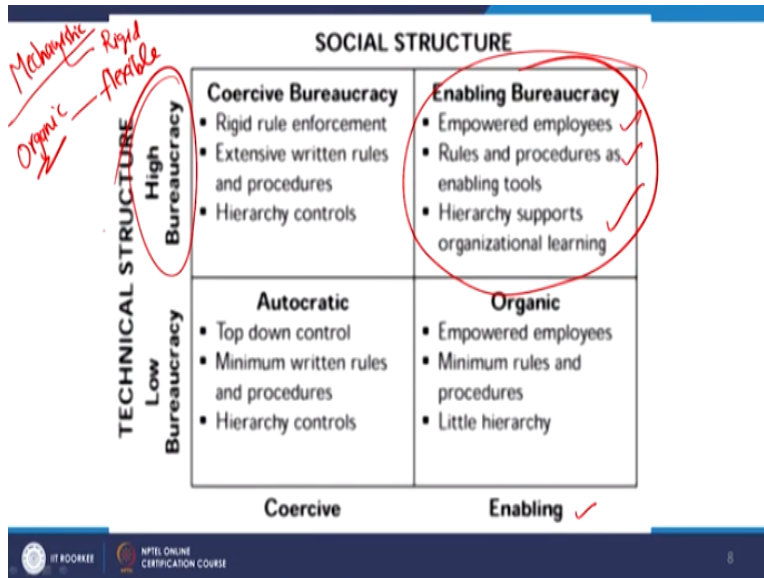 Mechanistic
Rigid
Organic
flexible
SOCIAL STRUCTURE
TECHNICAL STRUCTURE
High
Bureaucracy
Coercive Bureaucracy
▪ Rigid rule enforcement
▪ Extensive written rules
and procedures
▪ Hierarchy controls
Enabling Bureaucracy
▪ Empowered employees
▪ Rules and procedures as
enabling tools
▪ Hierarchy supports
organizational learning
Low
Bureaucracy
Autocratic
▪ Top down control
▪ Minimum written rules
and procedures
▪ Hierarchy controls
Organic
▪ Empowered employees
▪ Minimum rules and
procedures
▪ Little hierarchy
Coercive
Enabling
IIT ROORKEE
NPTEL ONLINE
CERTIFICATION COURSE
8